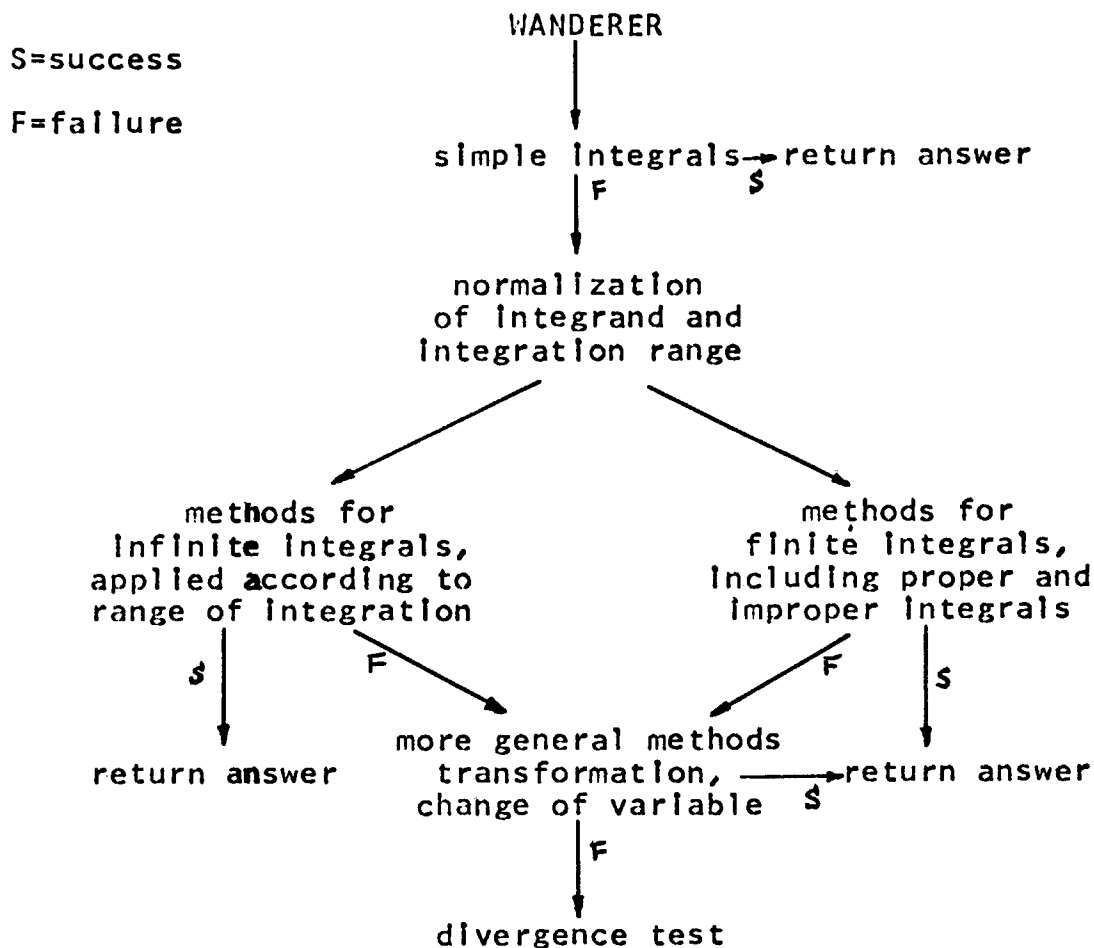 WANDERER
S=success
F=failure
simple integrals S return answer
F
normalization
of integrand and
integration range
methods for
infinite integrals,
applied according to
range of integration
methods for
finite integrals,
including proper and
improper integrals
S
F
F
S
return answer
more general methods
transformation,
change of variable
S
return answer
F
divergence test